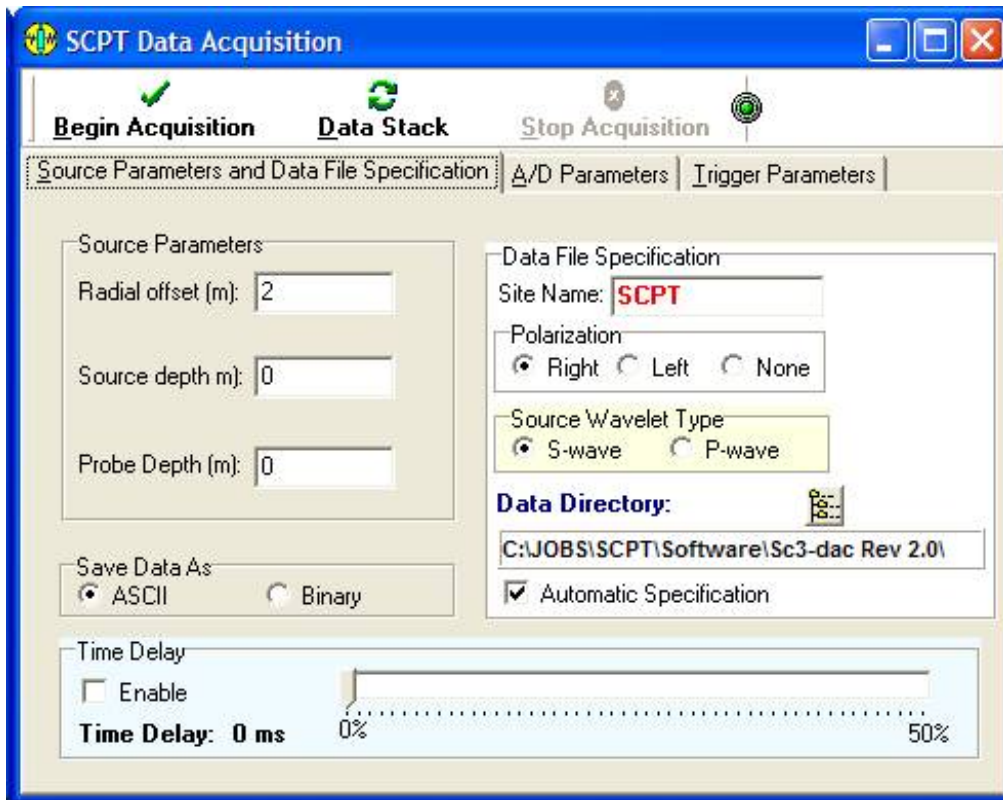 SCPT Data Acquisition
Begin Acquisition
Data Stack
Stop Acquisition
Source Parameters and Data File Specification
A/D Parameters
Trigger Parameters
Source Parameters
Radial offset (m): 2
Source depth m): 0
Probe Depth (m): 0
Save Data As
ASCII
Binary
Data File Specification
Site Name: SCPT
Polarization
Right
Left
None
Source Wavelet Type
S-wave
P-wave
Data Directory:
C:\JOBS\SCPT\Software\Sc3-dac Rev 2.0\
Automatic Specification
Time Delay
Enable
Time Delay: 0 ms
0%
50%